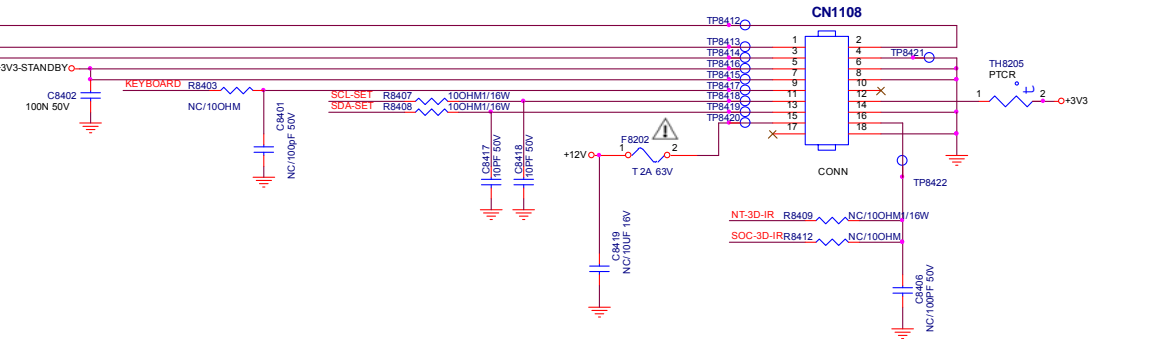 CN1108
TP8412
TP8413 1 2
TP8414 3 4 TP8421
3V3-STANDBY TP8416 5 6 TH8205
TP8415 7 8 PTCR
KEYBOARD R8403 TP8417 9 10
C8402 SCL-SET R8407 10OHM1/16W TP8418 11 12 1 2 +3V3
100N 50V NC/10OHM SDA-SET R8408 10OHM1/16W TP8419 13 14
TP8420 15 16
17 18
C8401
NC/100pF 50V
C8417
10PF 50V
C8418
10PF 50V
F8202
+12V 1 2
T 2A 63V
CONN
TP8422
NT-3D-IR R8409 NC/10OHM1/16W
SOC-3D-IR R8412 NC/10OHM
C8419
NC/10UF 16V
C8406
NC/100PF 50V